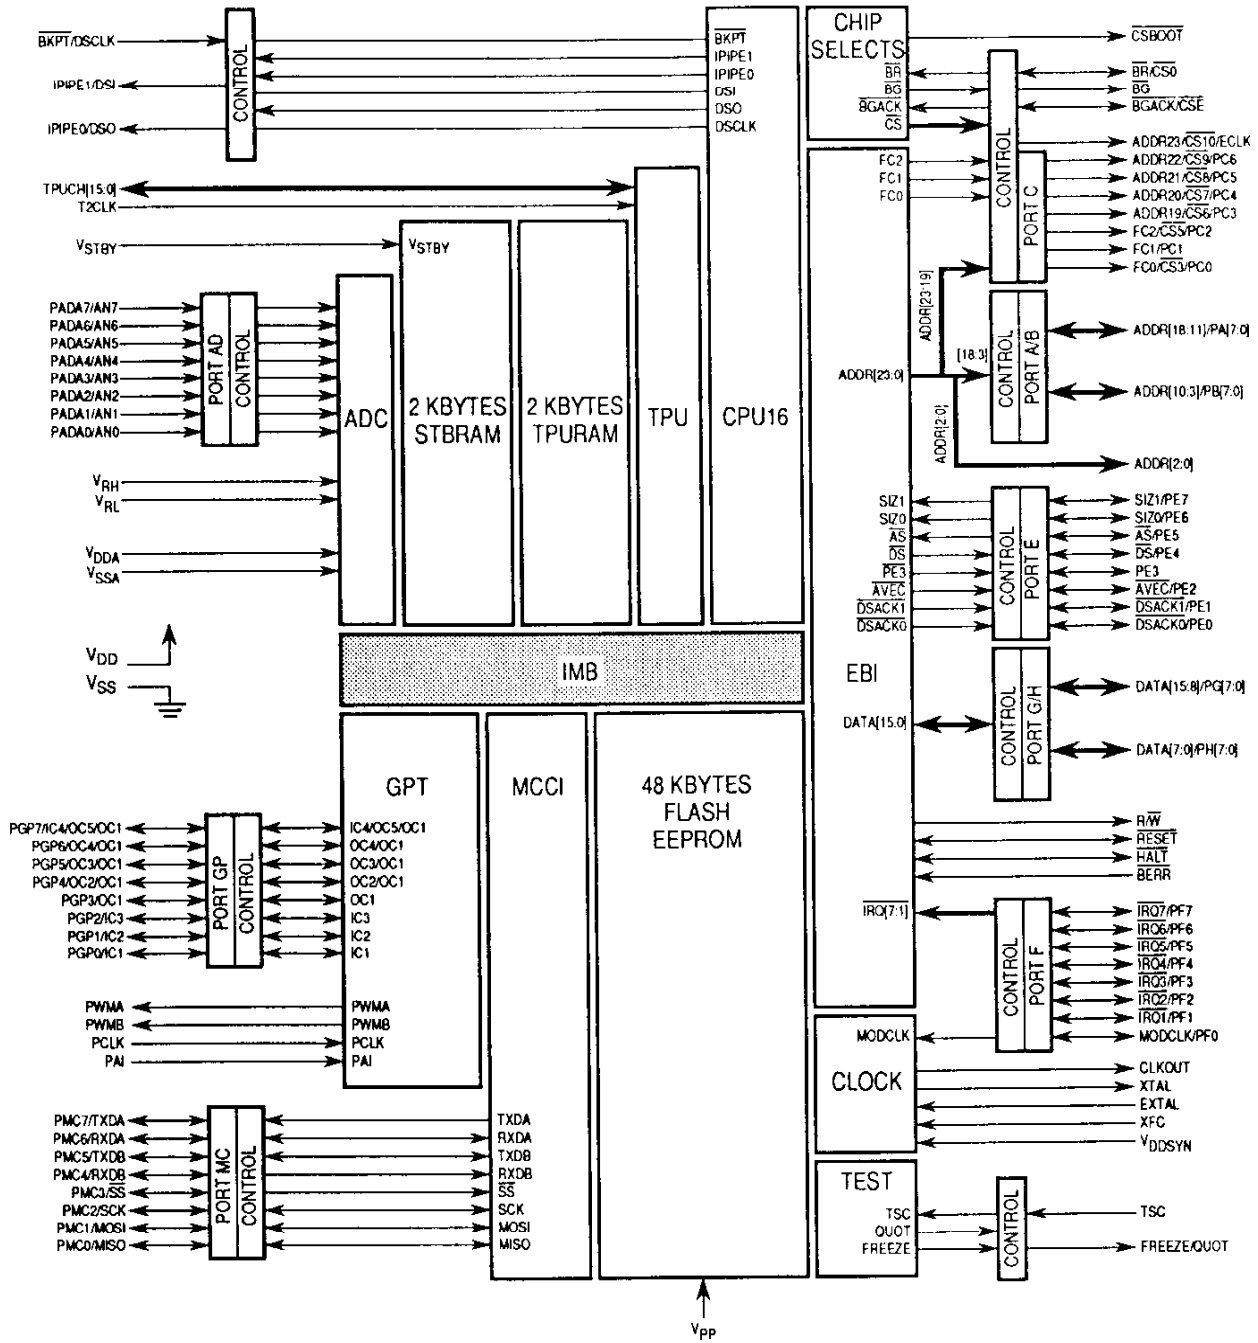 BKPT/DSCLK
IPIPE1/DSI
IPIPE0/DSO
CONTROL
BKPT
IPIPE1
IPIPE0
DSI
DSO
DSCLK
CHIP
SELECTS
BR
BG
BGACK
CS
CSBOOT
BR/CS0
BG
BGACK/CSE
ADDR23/CS10/ECLK
ADDR22/CS9/PC6
ADDR21/CS8/PC5
ADDR20/CS7/PC4
ADDR19/CS6/PC3
FC2/CS5/PC2
FC1/PC1
FC0/CS3/PC0
CONTROL
PORT C
FC2
FC1
FC0
TPUCH[15:0]
T2CLK
VSTBY
VSTBY
PADA7/AN7
PADA6/AN6
PADA5/AN5
PADA4/AN4
PADA3/AN3
PADA2/AN2
PADA1/AN1
PADA0/AN0
PORT AD
CONTROL
VRH
VRL
VDDA
VSSA
VDD
VSS
ADC
2 KBYTES
STBRAM
2 KBYTES
TPURAM
TPU
CPU16
IMB
ADDR[23:0]
ADDR[23:19]
[18:3]
ADDR[2:0]
CONTROL
PORT A/B
ADDR[18:11]/PA[7:0]
ADDR[10:3]/PB[7:0]
ADDR[2:0]
SIZ1
SIZ0
AS
DS
PE3
AVEC
DSACK1
DSACK0
CONTROL
PORT E
SIZ1/PE7
SIZ0/PE6
AS/PE5
DS/PE4
PE3
AVEC/PE2
DSACK1/PE1
DSACK0/PE0
EBI
DATA[15:0]
CONTROL
PORT G/H
DATA[15:8]/PG[7:0]
DATA[7:0]/PH[7:0]
R/W
RESET
HALT
BERR
IRQ[7:1]
CONTROL
PORT F
IRQ7/PF7
IRQ6/PF6
IRQ5/PF5
IRQ4/PF4
IRQ3/PF3
IRQ2/PF2
IRQ1/PF1
MODCLK/PF0
GPT
MCCI
48 KBYTES
FLASH
EEPROM
PGP7/IC4/OC5/OC1
PGP6/OC4/OC1
PGP5/OC3/OC1
PGP4/OC2/OC1
PGP3/OC1
PGP2/IC3
PGP1/IC2
PGP0/IC1
PORT GP
CONTROL
IC4/OC5/OC1
OC4/OC1
OC3/OC1
OC2/OC1
OC1
IC3
IC2
IC1
PWMA
PWMB
PCLK
PAI
PWMA
PWMB
PCLK
PAI
PMC7/TXDA
PMC6/RXDA
PMC5/TXDB
PMC4/RXDB
PMC3/SS
PMC2/SCK
PMC1/MOSI
PMC0/MISO
PORT MC
CONTROL
TXDA
RXDA
TXDB
RXDB
SS
SCK
MOSI
MISO
MODCLK
CLOCK
CLKOUT
XTAL
EXTAL
XFC
VDDSYN
TEST
TSC
QUOT
FREEZE
CONTROL
TSC
FREEZE/QUOT
VPP